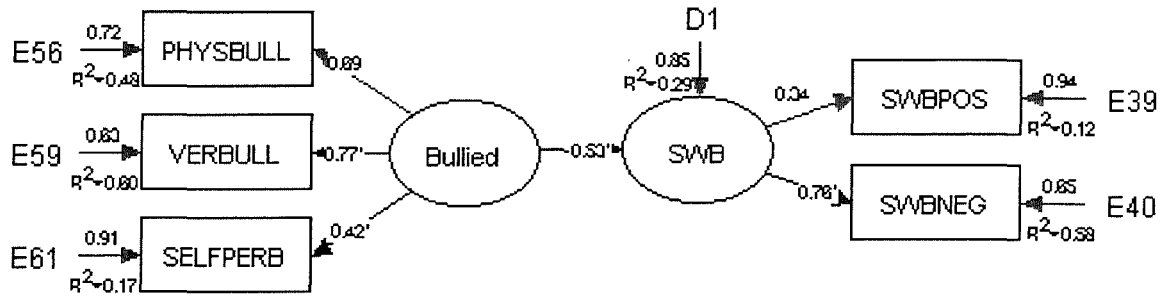 D1
0.85
R²=0.29
E56
0.72
R²=0.48
PHYSBULL
0.69
E59
0.63
R²=0.60
VERBULL
0.77*
Bullied
0.53*
SWB
E61
0.91
R²=0.17
SELFPERB
0.42*
0.34
SWBPOS
0.94
R²=0.12
E39
0.76*
SWBNEG
0.65
R²=0.58
E40